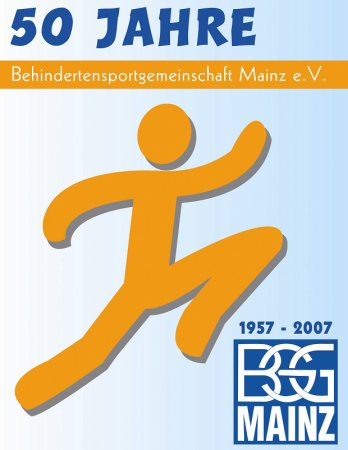 50 JAHRE
Behindertensportgemeinschaft Mainz e.V.
1957 - 2007
BSG
MAINZ